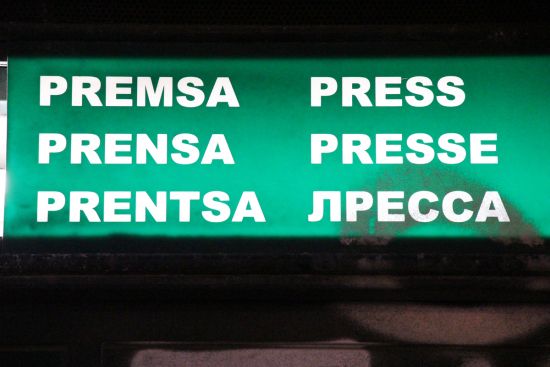 PREMSA PRESS
PRENSA PRESSE
PRENTSA ЛРЕССА